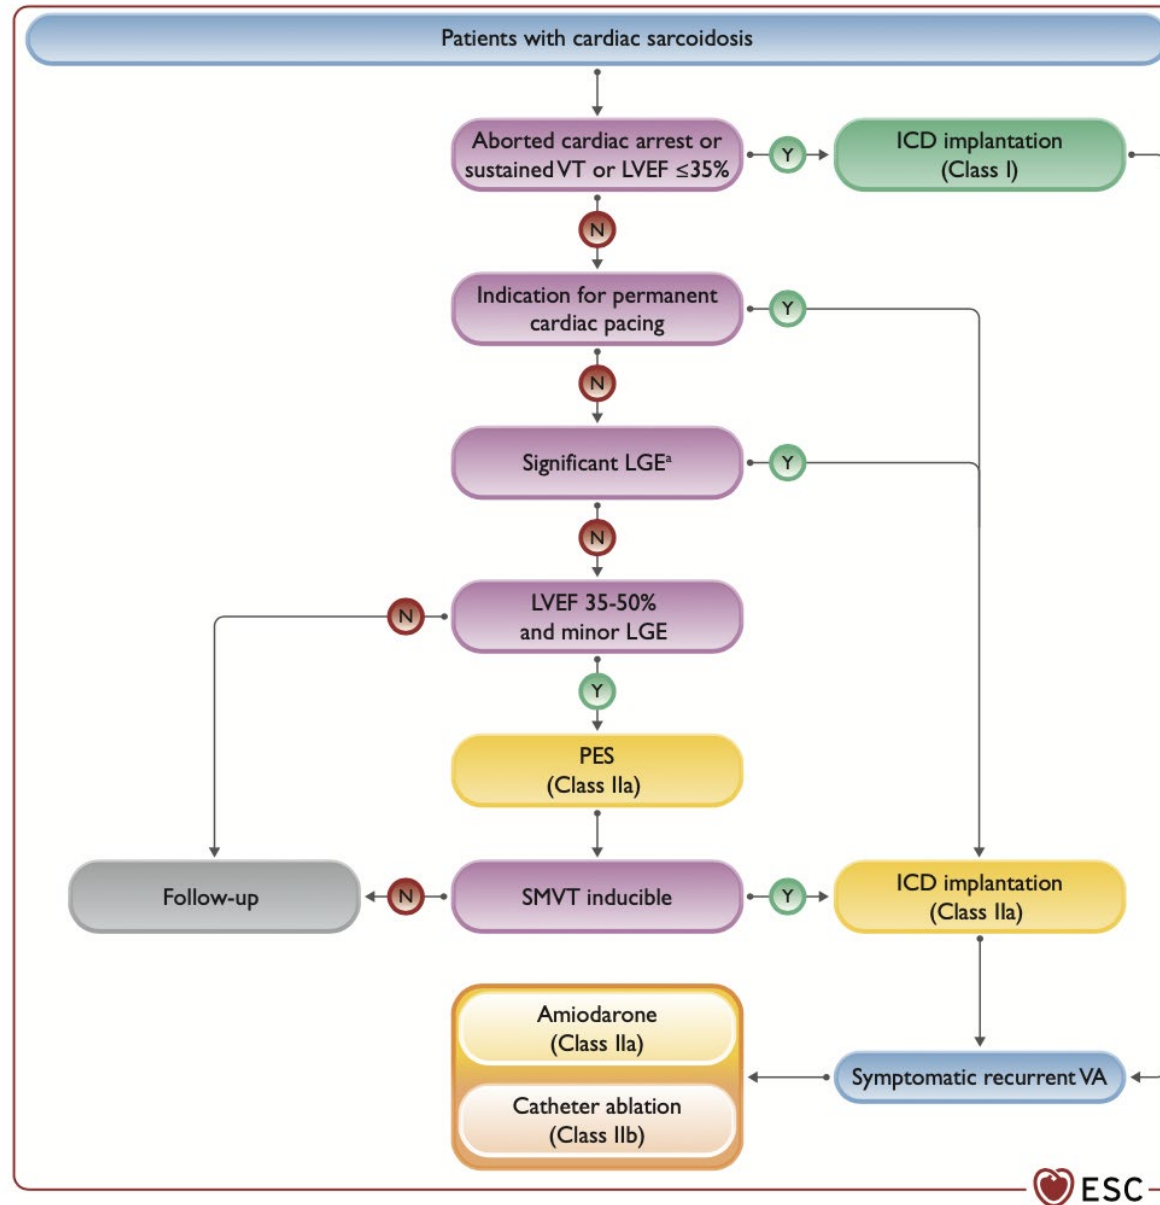 Patients with cardiac sarcoidosis
Aborted cardiac arrest or
sustained VT or LVEF ≤35%
Y
ICD implantation
(Class I)
N
Indication for permanent
cardiac pacing
Y
N
Significant LGEᵃ
Y
N
LVEF 35-50%
and minor LGE
N
Y
PES
(Class IIa)
Follow-up
N
SMVT inducible
Y
ICD implantation
(Class IIa)
Amiodarone
(Class IIa)
Symptomatic recurrent VA
Catheter ablation
(Class IIb)
ESC